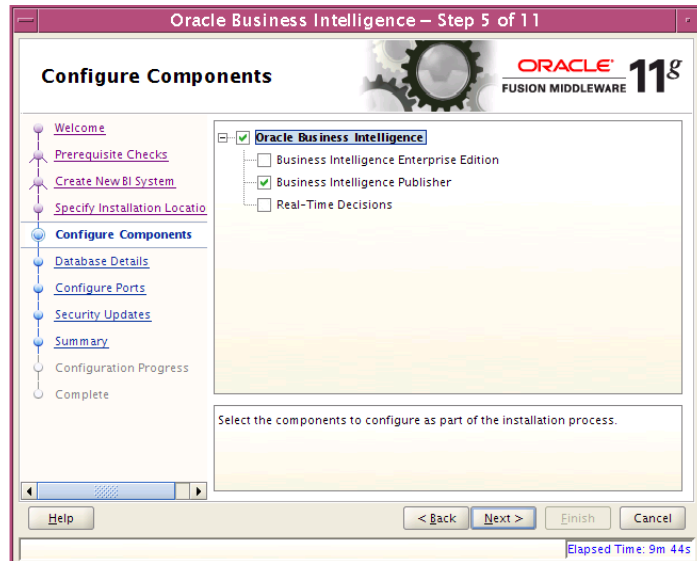 Oracle Business Intelligence – Step 5 of 11
Configure Components
ORACLE
FUSION MIDDLEWARE
11g
Welcome
Prerequisite Checks
Create New BI System
Specify Installation Locatio
Configure Components
Database Details
Configure Ports
Security Updates
Summary
Configuration Progress
Complete
Oracle Business Intelligence
Business Intelligence Enterprise Edition
Business Intelligence Publisher
Real-Time Decisions
Select the components to configure as part of the installation process.
Help
< Back
Next >
Finish
Cancel
Elapsed Time: 9m 44s